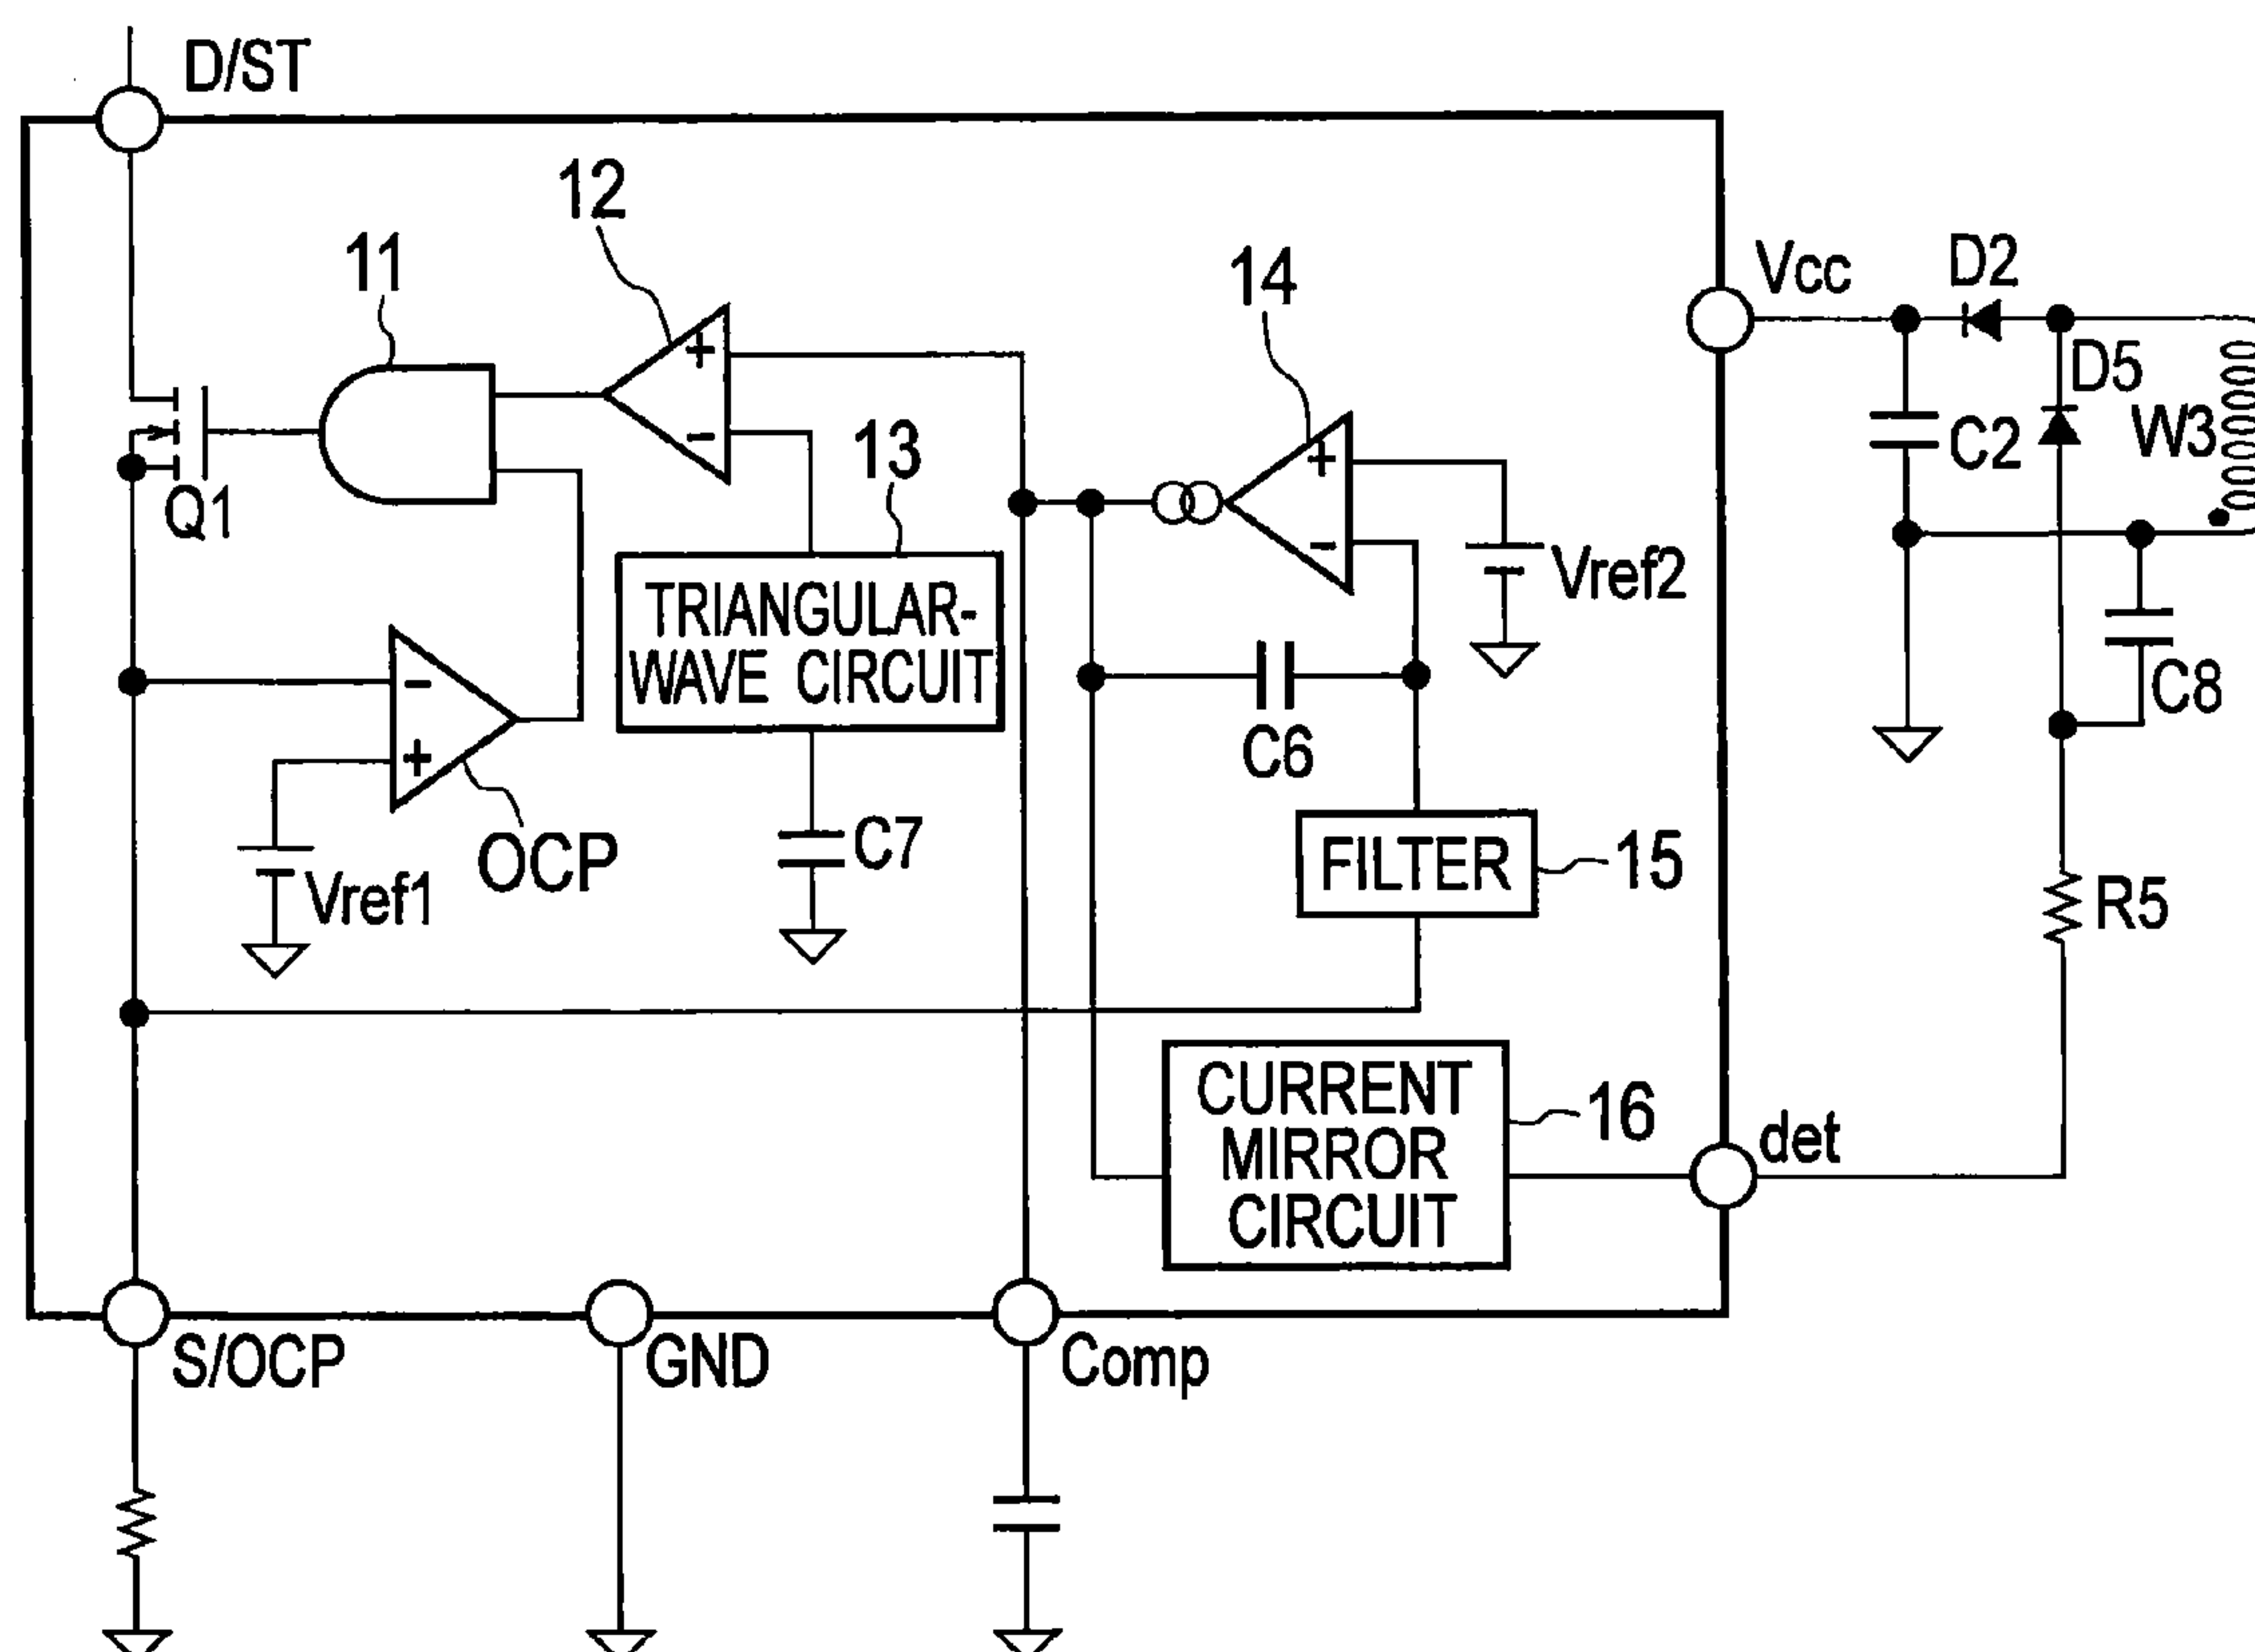 D/ST
12
11
14
Vcc
D2
+
D5
W3
C2
-
13
+
Q1
-
Vref2
TRIANGULAR-
WAVE CIRCUIT
-
C8
C6
+
OCP
C7
FILTER
15
Vref1
R5
CURRENT
MIRROR
CIRCUIT
16
det
S/OCP
GND
Comp